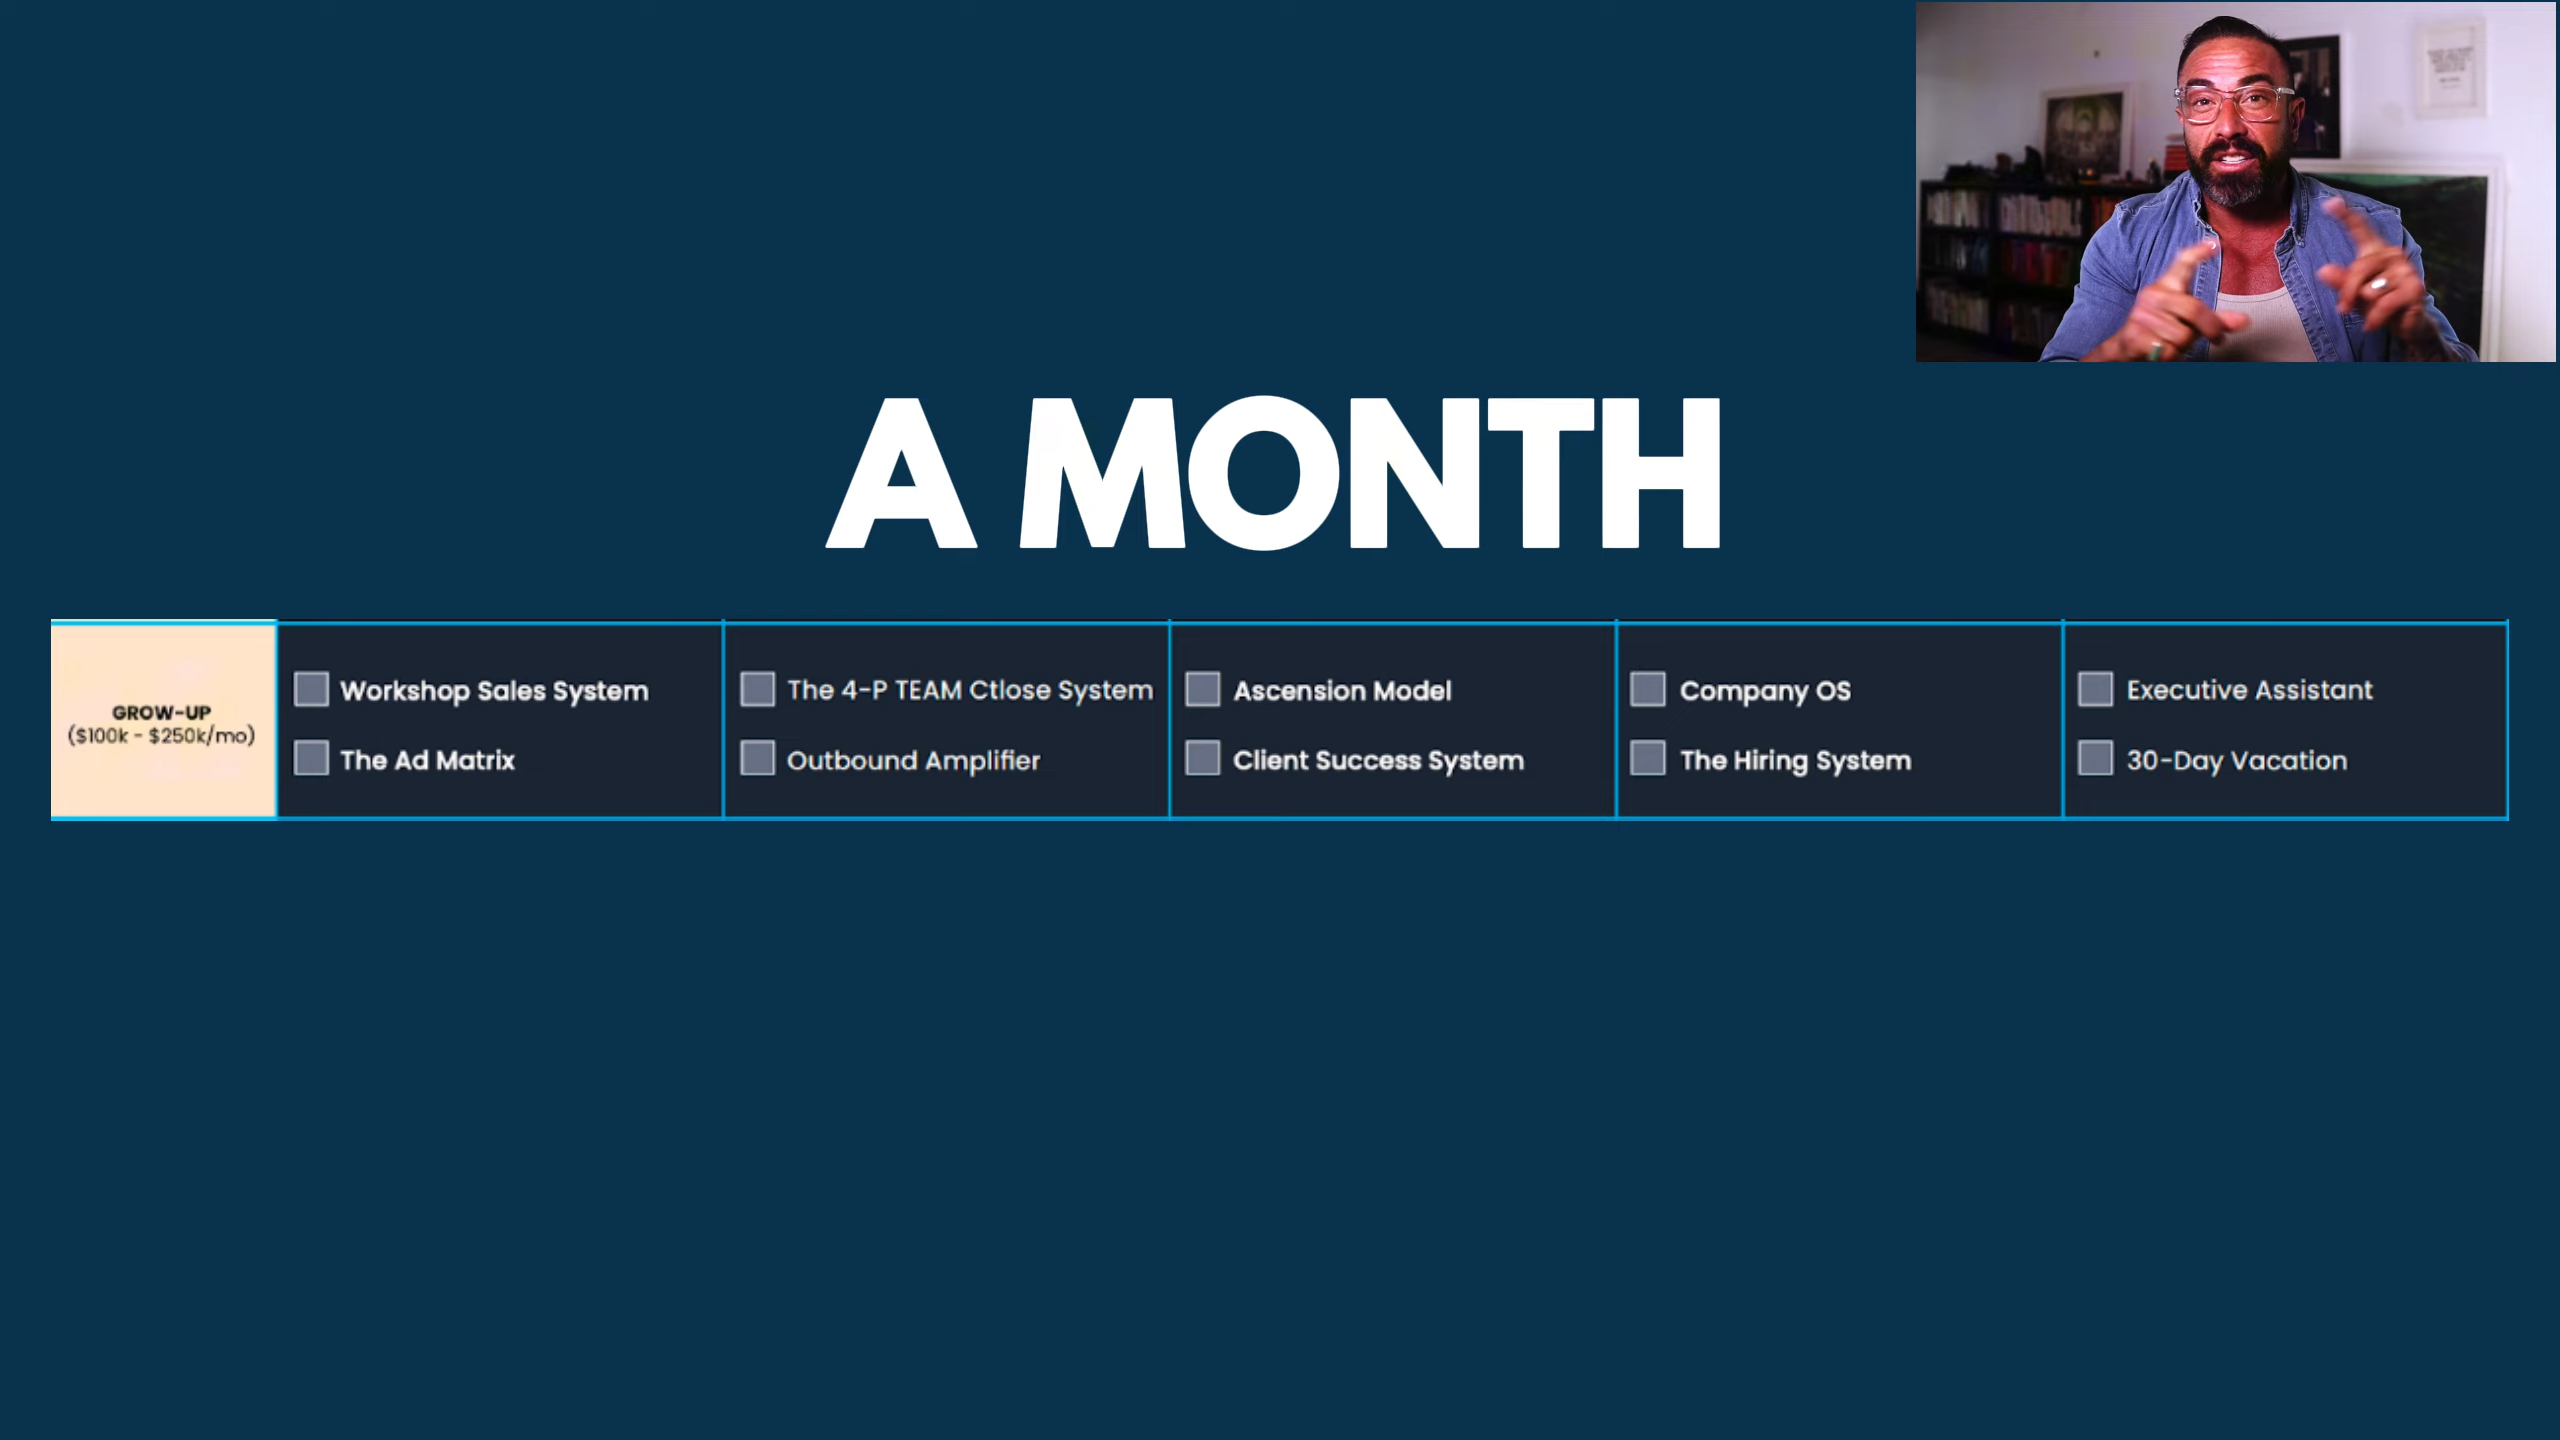 A MONTH
GROW-UP
($100k - $250k/mo)
Workshop Sales System
The Ad Matrix
The 4-P TEAM Ctlose System
Outbound Amplifier
Ascension Model
Client Success System
Company OS
The Hiring System
Executive Assistant
30-Day Vacation